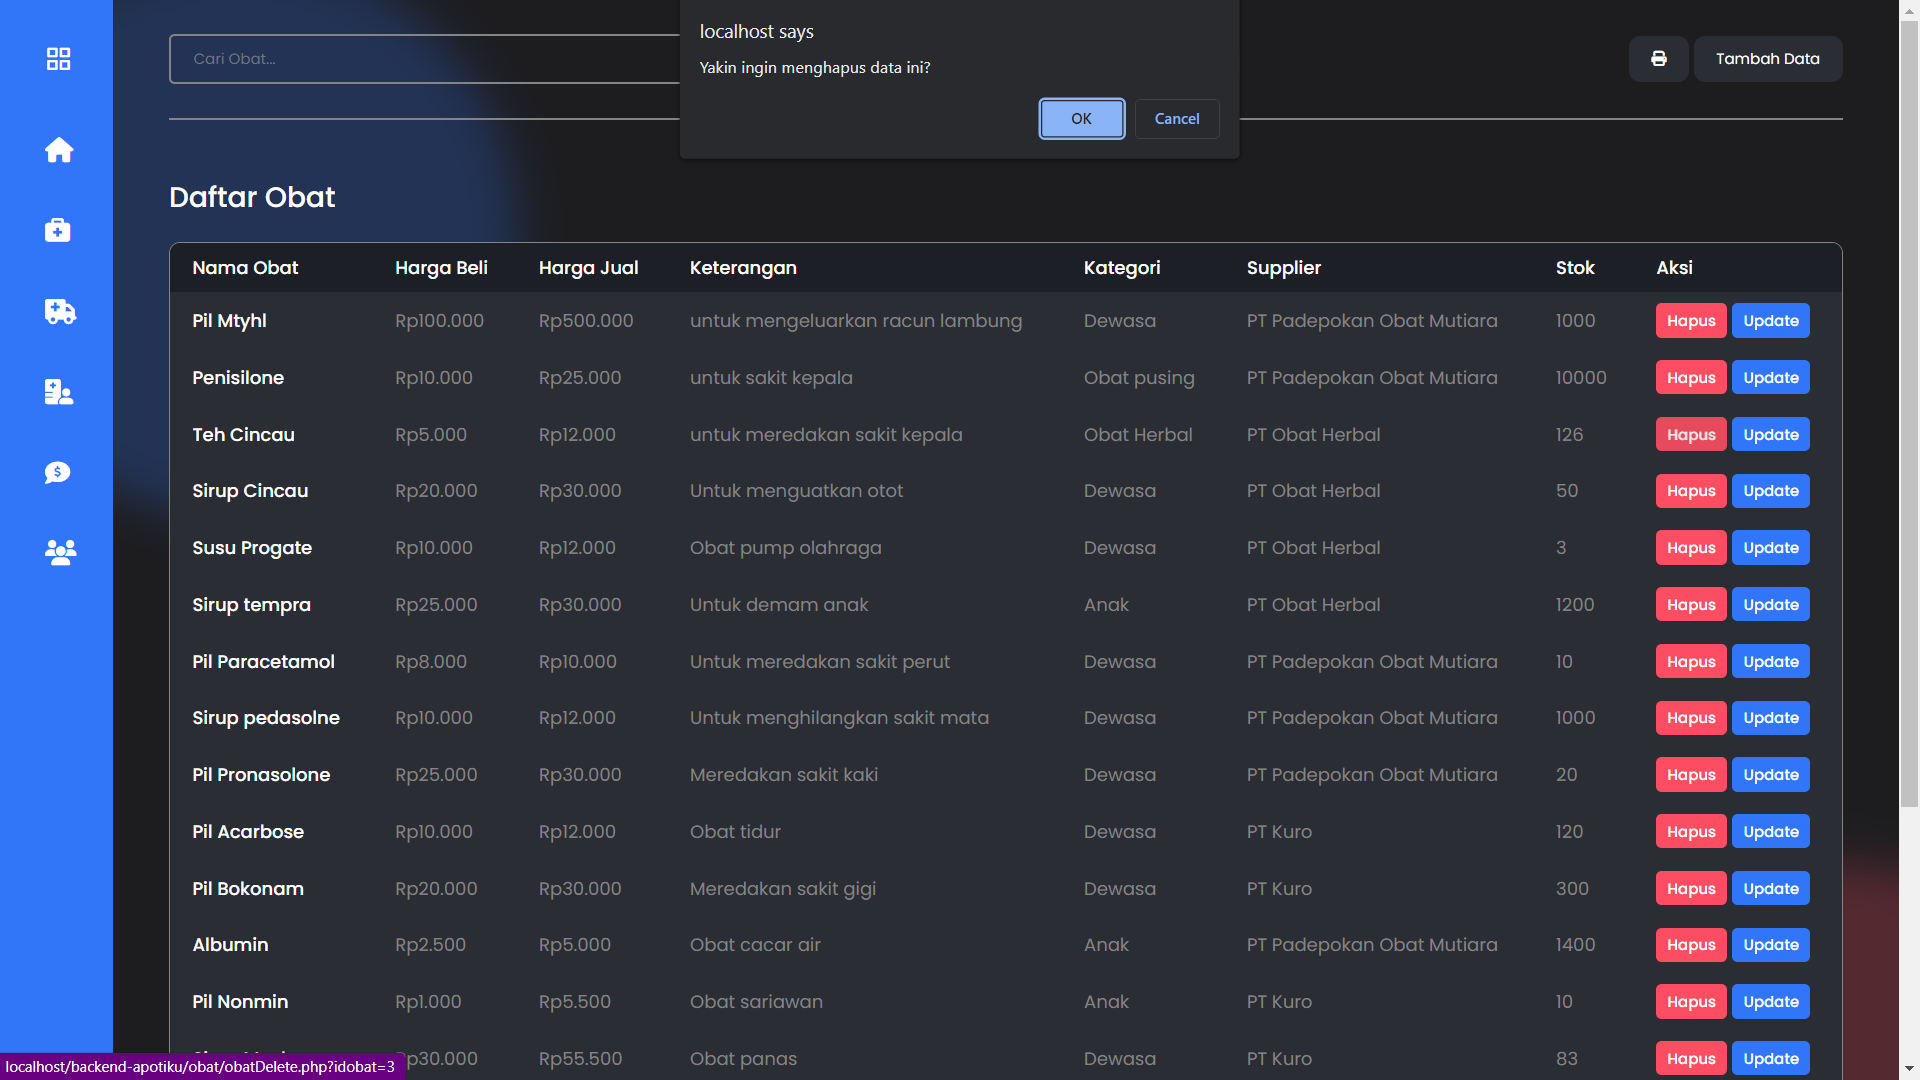 localhost says
Yakin ingin menghapus data ini?
OK Cancel
Cari Obat...
Tambah Data
Daftar Obat
Nama Obat Harga Beli Harga Jual Keterangan Kategori Supplier Stok Aksi
Pil Mtyhl Rp100.000 Rp500.000 untuk mengeluarkan racun lambung Dewasa PT Padepokan Obat Mutiara 1000 Hapus Update
Penisilone Rp10.000 Rp25.000 untuk sakit kepala Obat pusing PT Padepokan Obat Mutiara 10000 Hapus Update
Teh Cincau Rp5.000 Rp12.000 untuk meredakan sakit kepala Obat Herbal PT Obat Herbal 126 Hapus Update
Sirup Cincau Rp20.000 Rp30.000 Untuk menguatkan otot Dewasa PT Obat Herbal 50 Hapus Update
Susu Progate Rp10.000 Rp12.000 Obat pump olahraga Dewasa PT Obat Herbal 3 Hapus Update
Sirup tempra Rp25.000 Rp30.000 Untuk demam anak Anak PT Obat Herbal 1200 Hapus Update
Pil Paracetamol Rp8.000 Rp10.000 Untuk meredakan sakit perut Dewasa PT Padepokan Obat Mutiara 10 Hapus Update
Sirup pedasolne Rp10.000 Rp12.000 Untuk menghilangkan sakit mata Dewasa PT Padepokan Obat Mutiara 1000 Hapus Update
Pil Pronasolone Rp25.000 Rp30.000 Meredakan sakit kaki Dewasa PT Padepokan Obat Mutiara 20 Hapus Update
Pil Acarbose Rp10.000 Rp12.000 Obat tidur Dewasa PT Kuro 120 Hapus Update
Pil Bokonam Rp20.000 Rp30.000 Meredakan sakit gigi Dewasa PT Kuro 300 Hapus Update
Albumin Rp2.500 Rp5.000 Obat cacar air Anak PT Padepokan Obat Mutiara 1400 Hapus Update
Pil Nonmin Rp1.000 Rp5.500 Obat sariawan Anak PT Kuro 10 Hapus Update
p30.000 Rp55.500 Obat panas Dewasa PT Kuro 83 Hapus Update
localhost/backend-apotiku/obat/obatDelete.php?idobat=3